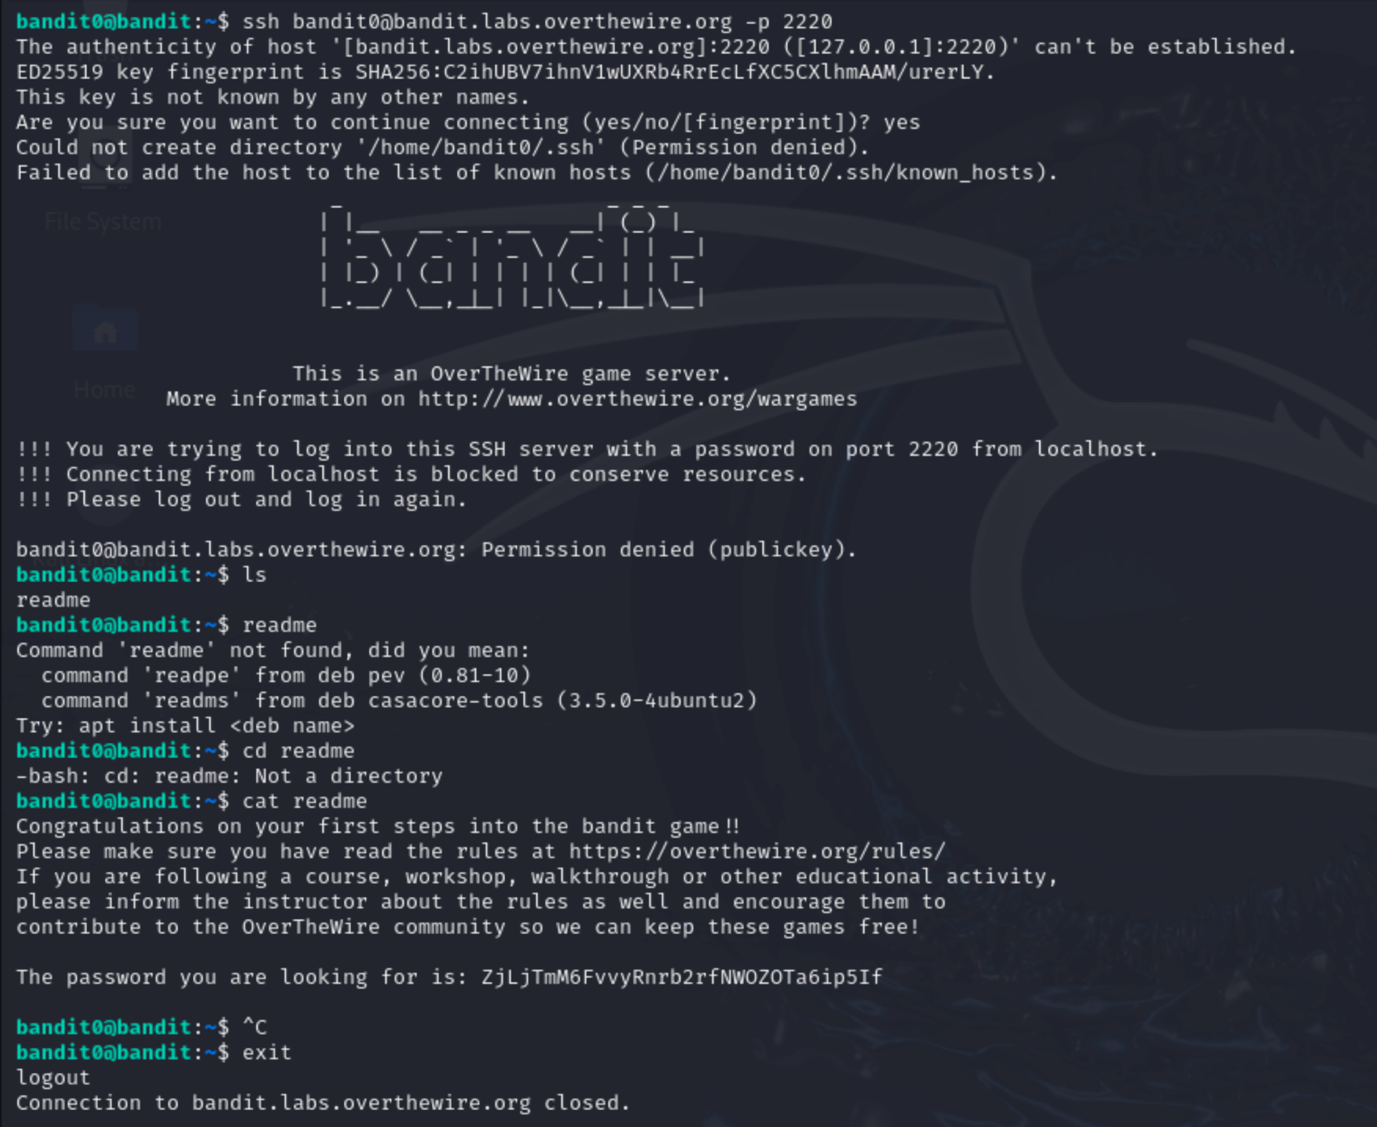 bandit0@bandit:~$ ssh bandit0@bandit.labs.overthewire.org -p 2220
The authenticity of host '[bandit.labs.overthewire.org]:2220 ([127.0.0.1]:2220)' can't be established.
ED25519 key fingerprint is SHA256:C2ihUBV7ihnV1wUXRb4RrEcLfXC5CXlhmAAM/urerLY.
This key is not known by any other names.
Are you sure you want to continue connecting (yes/no/[fingerprint])? yes
Could not create directory '/home/bandit0/.ssh' (Permission denied).
Failed to add the host to the list of known hosts (/home/bandit0/.ssh/known_hosts).
File System
bandit
This is an OverTheWire game server.
Home
More information on http://www.overthewire.org/wargames
!!! You are trying to log into this SSH server with a password on port 2220 from localhost.
!!! Connecting from localhost is blocked to conserve resources.
!!! Please log out and log in again.
bandit0@bandit.labs.overthewire.org: Permission denied (publickey).
bandit0@bandit:~$ ls
readme
bandit0@bandit:~$ readme
Command 'readme' not found, did you mean:
  command 'readpe' from deb pev (0.81-10)
  command 'readms' from deb casacore-tools (3.5.0-4ubuntu2)
Try: apt install <deb name>
bandit0@bandit:~$ cd readme
-bash: cd: readme: Not a directory
bandit0@bandit:~$ cat readme
Congratulations on your first steps into the bandit game!!
Please make sure you have read the rules at https://overthewire.org/rules/
If you are following a course, workshop, walkthrough or other educational activity,
please inform the instructor about the rules as well and encourage them to
contribute to the OverTheWire community so we can keep these games free!
The password you are looking for is: ZjLjTmM6FvvyRnrb2rfNWOZOTa6ip5If
bandit0@bandit:~$ ^C
bandit0@bandit:~$ exit
logout
Connection to bandit.labs.overthewire.org closed.